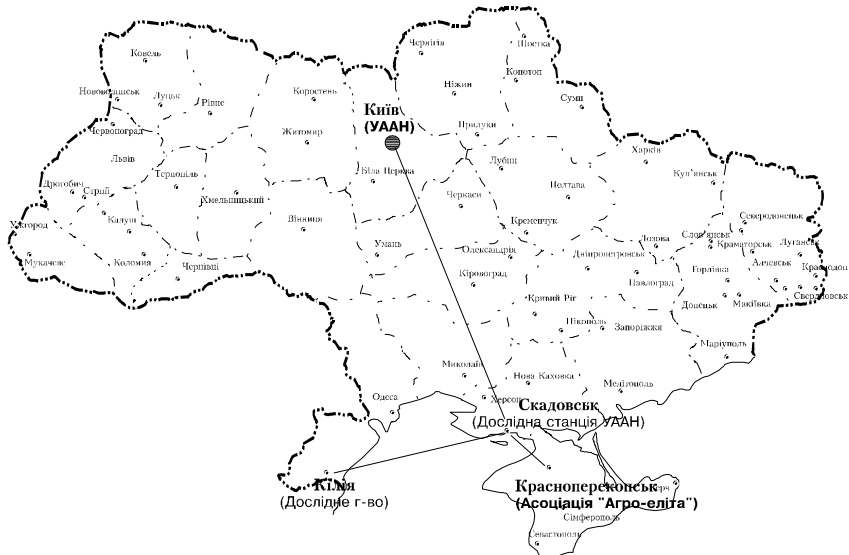 Чернігів
Шостка
Ковель
Конотоп
Ніжин
Нововолинськ
Луцьк
Рівне
Коростень
Суми
Київ
(УААН)
Червоноград
Житомир
Прилуки
Харків
Львів
Лубни
Куп'янськ
Тернопіль
Біла Церква
Дрогобич
Стрий
Хмельницький
Полтава
Черкаси
Калуш
Вінниця
Ужгород
Кременчук
Северодонецьк
Слов'янськ
Лозова
Умань
Олександрія
Краматорськ
Луганськ
Мукачеве
Коломия
Чернівці
Дніпропетровськ
Алчевськ
Краснодон
Кіровоград
Павлоград
Горлівка
Свердловськ
Кривий Ріг
Донецьк
Макіївка
Нікополь
Запоріжжя
Маріуполь
Миколаїв
Нова Каховка
Мелітополь
Одеса
Херсон
Скадовськ
(Дослідна станція УААН)
Кілія
(Дослідне г-во)
Красноперекопськ
(Асоціація "Агро-еліта")
Сімферополь
Севастополь